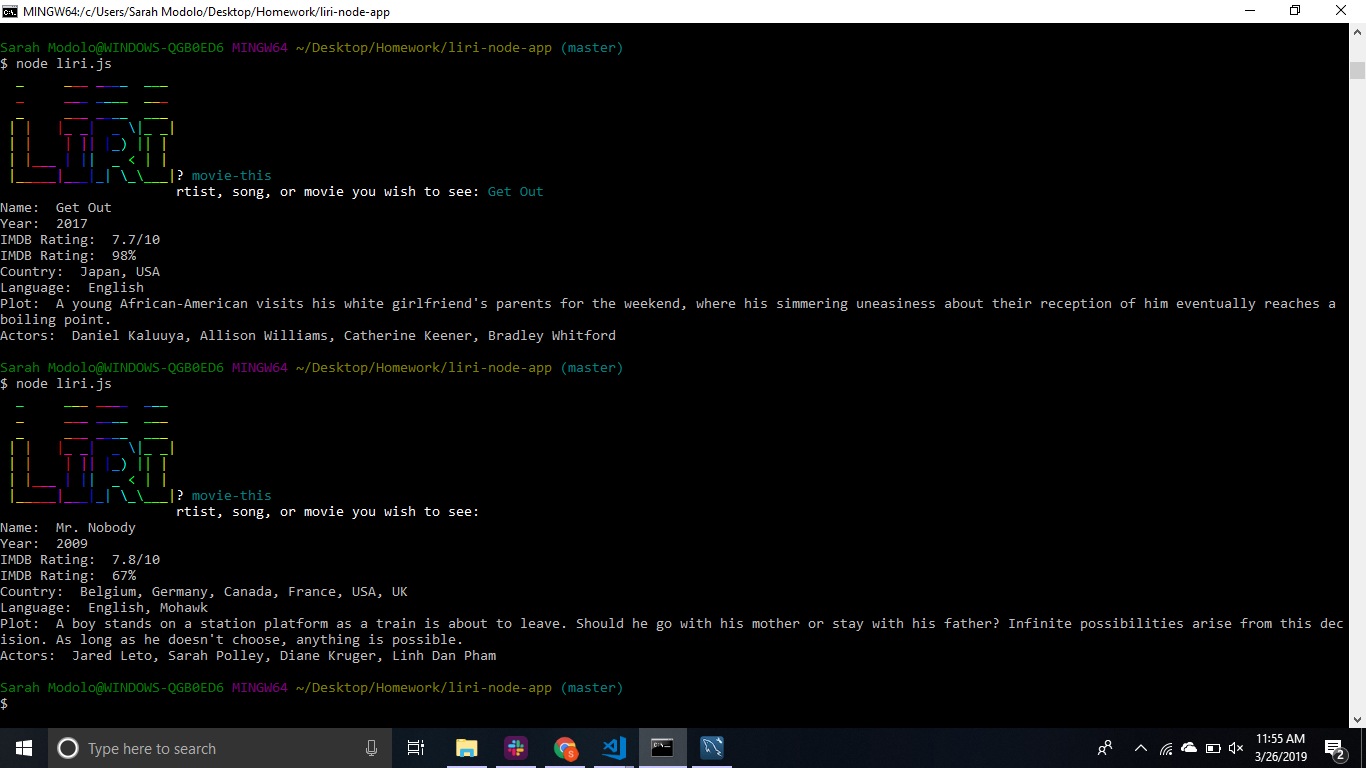 MINGW64:/c/Users/Sarah Modolo/Desktop/Homework/liri-node-app
Sarah Modolo@WINDOWS-QGB0ED6 MINGW64 ~/Desktop/Homework/liri-node-app (master)
$ node liri.js
LIRI
? movie-this
rtist, song, or movie you wish to see: Get Out
Name:  Get Out
Year:  2017
IMDB Rating:  7.7/10
IMDB Rating:  98%
Country:  Japan, USA
Language:  English
Plot:  A young African-American visits his white girlfriend's parents for the weekend, where his simmering uneasiness about their reception of him eventually reaches a
boiling point.
Actors:  Daniel Kaluuya, Allison Williams, Catherine Keener, Bradley Whitford
Sarah Modolo@WINDOWS-QGB0ED6 MINGW64 ~/Desktop/Homework/liri-node-app (master)
$ node liri.js
LIRI
? movie-this
rtist, song, or movie you wish to see:
Name:  Mr. Nobody
Year:  2009
IMDB Rating:  7.8/10
IMDB Rating:  67%
Country:  Belgium, Germany, Canada, France, USA, UK
Language:  English, Mohawk
Plot:  A boy stands on a station platform as a train is about to leave. Should he go with his mother or stay with his father? Infinite possibilities arise from this dec
ision. As long as he doesn't choose, anything is possible.
Actors:  Jared Leto, Sarah Polley, Diane Kruger, Linh Dan Pham
Sarah Modolo@WINDOWS-QGB0ED6 MINGW64 ~/Desktop/Homework/liri-node-app (master)
$
Type here to search
11:55 AM
3/26/2019
2